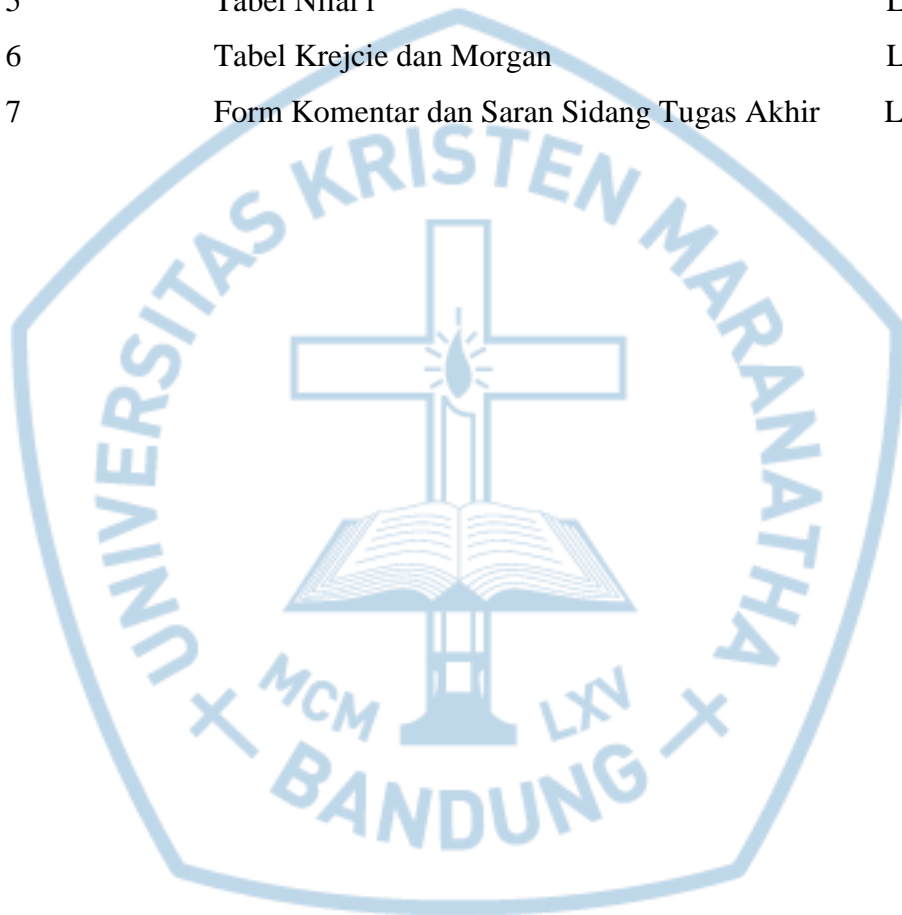 5 Tabel Nilai r L
6 Tabel Krejcie dan Morgan L
7 Form Komentar dan Saran Sidang Tugas Akhir L
UNIVERSITAS KRISTEN MARANATHA
MCM LXV
BANDUNG